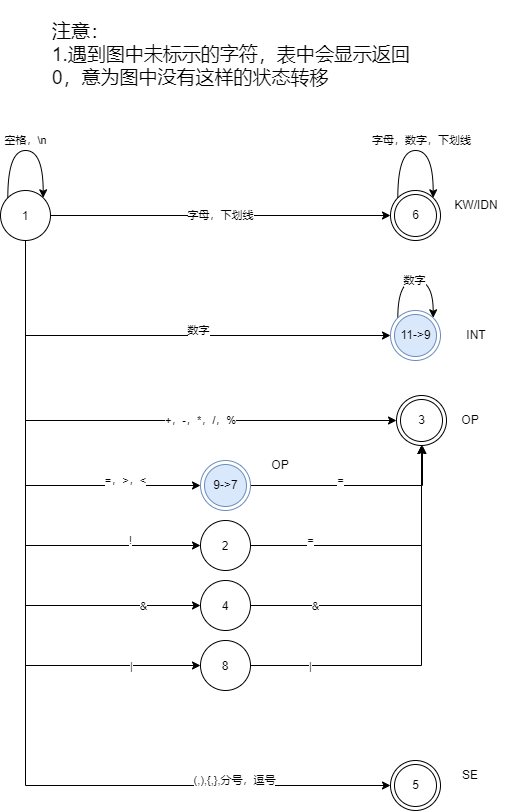 注意：
1.遇到图中未标示的字符，表中会显示返回
0，意为图中没有这样的状态转移
空格，\n
字母，数字，下划线
1
字母，下划线
6
KW/IDN
数字
数字
11->9
INT
+，-，*，/，%
3
OP
=，>，<
9->7
OP
=
!
2
=
&
4
&
|
8
|
(,),{,},分号，逗号
5
SE